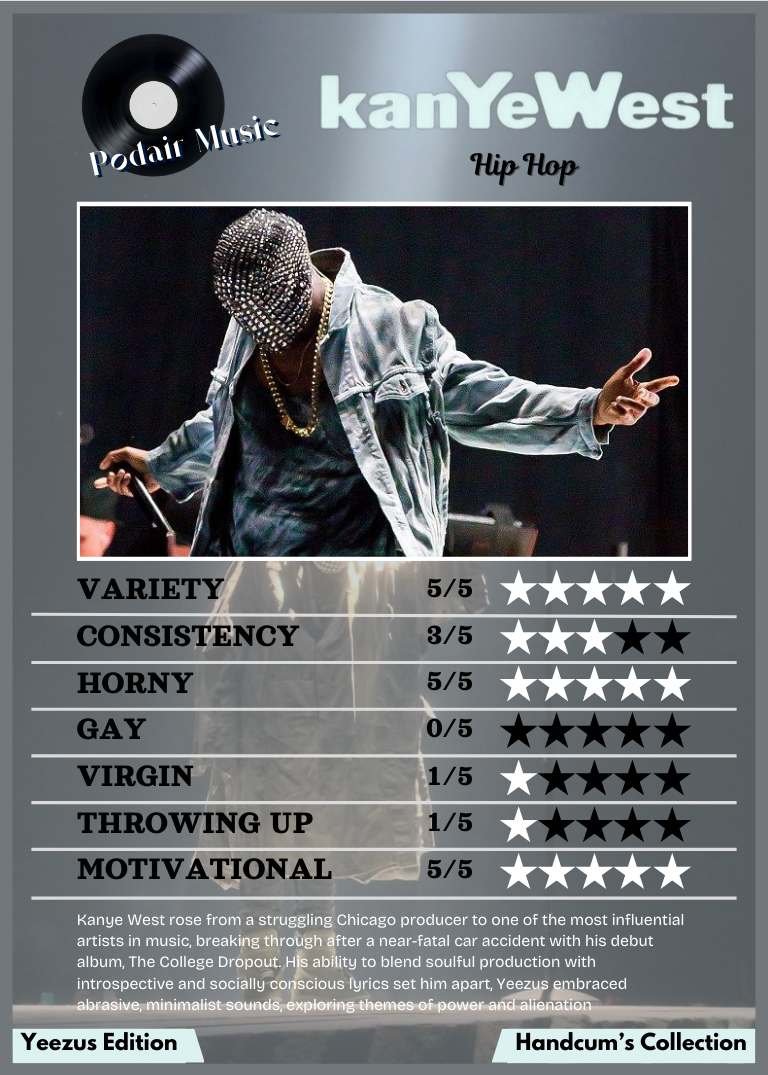 Podair Music
kanYeWest
Hip Hop
VARIETY 5/5
CONSISTENCY 3/5
HORNY 5/5
GAY 0/5
VIRGIN 1/5
THROWING UP 1/5
MOTIVATIONAL 5/5
Kanye West rose from a struggling Chicago producer to one of the most influential
artists in music, breaking through after a near-fatal car accident with his debut
album, The College Dropout. His ability to blend soulful production with
introspective and socially conscious lyrics set him apart, Yeezus embraced
abrasive, minimalist sounds, exploring themes of power and alienation
Yeezus Edition
Handcum's Collection